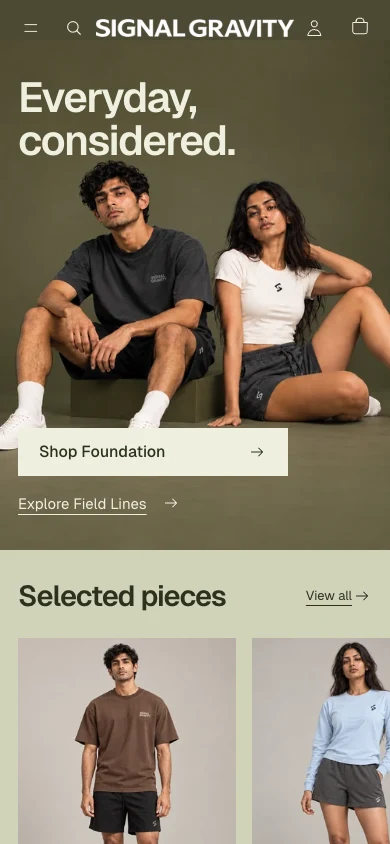 SIGNAL GRAVITY
Everyday,
considered.
Shop Foundation
Explore Field Lines
Selected pieces
View all